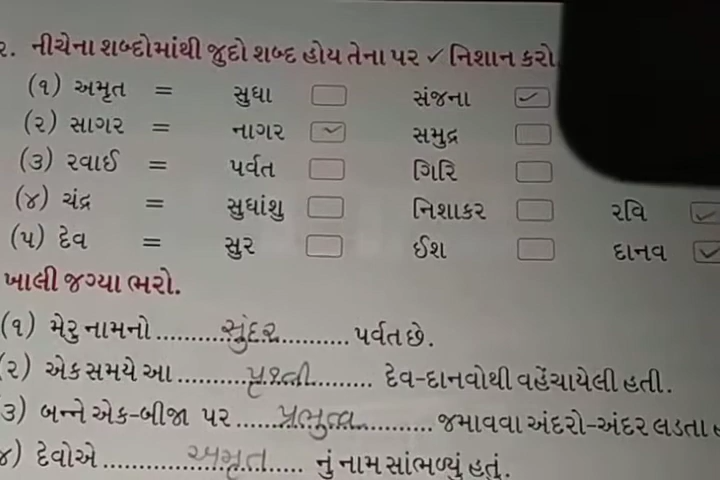 ૨. નીચેના શબ્દોમાંથી જુદો શબ્દ હોય તેના પર ✓ નિશાન કરો
(૧) અમૃત = સુધા સંજના ✓
(૨) સાગર = નાગર ✓ સમુદ્ર
(૩) રવાઈ = પર્વત ગિરિ
(૪) ચંદ્ર = સુધાંશુ નિશાકર રવિ ✓
(૫) દેવ = સુર ઈશ દાનવ ✓
ખાલી જગ્યા ભરો.
(૧) મેરુ નામનો ......સુંદર...... પર્વત છે.
(૨) એક સમયે આ ......પૃથ્વી...... દેવ-દાનવોથી વહેંચાયેલી હતી.
૩) બન્ને એક-બીજા પર ......પ્રભુત્વ...... જમાવવા અંદરો-અંદર લડતા
૪) દેવોએ ......અમૃત...... નું નામ સાંભળ્યું હતું.